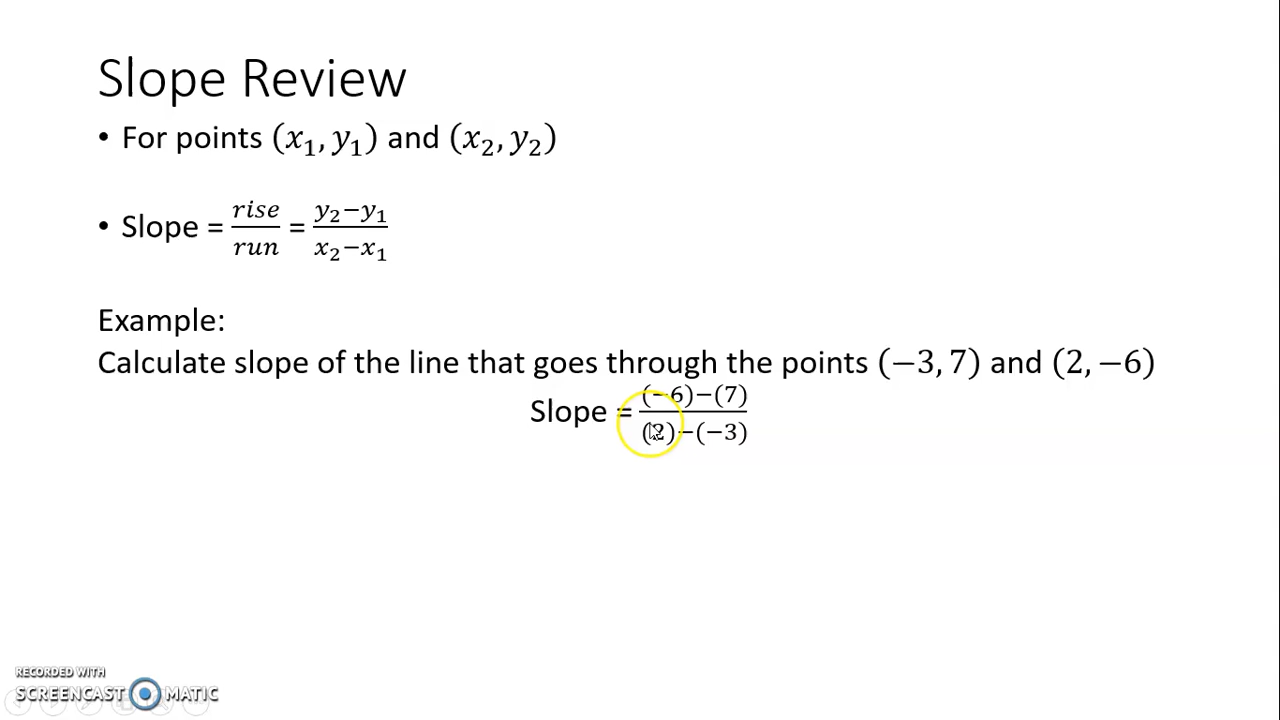 Slope Review
• For points (x₁, y₁) and (x₂, y₂)
• Slope = rise/run = y₂−y₁/x₂−x₁
Example:
Calculate slope of the line that goes through the points (−3, 7) and (2, −6)
Slope = (−6)−(7)/(2)−(−3)
RECORDED WITH
SCREENCAST MATIC